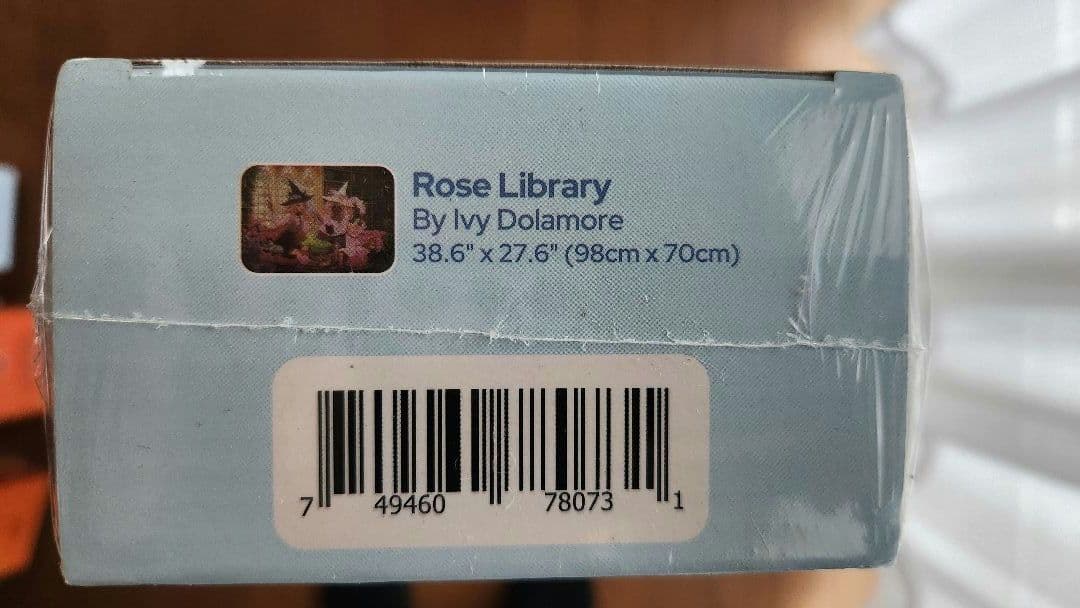 Rose Library
By Ivy Dolamore
38.6" x 27.6" (98cm x 70cm)
7 49460 78073 1